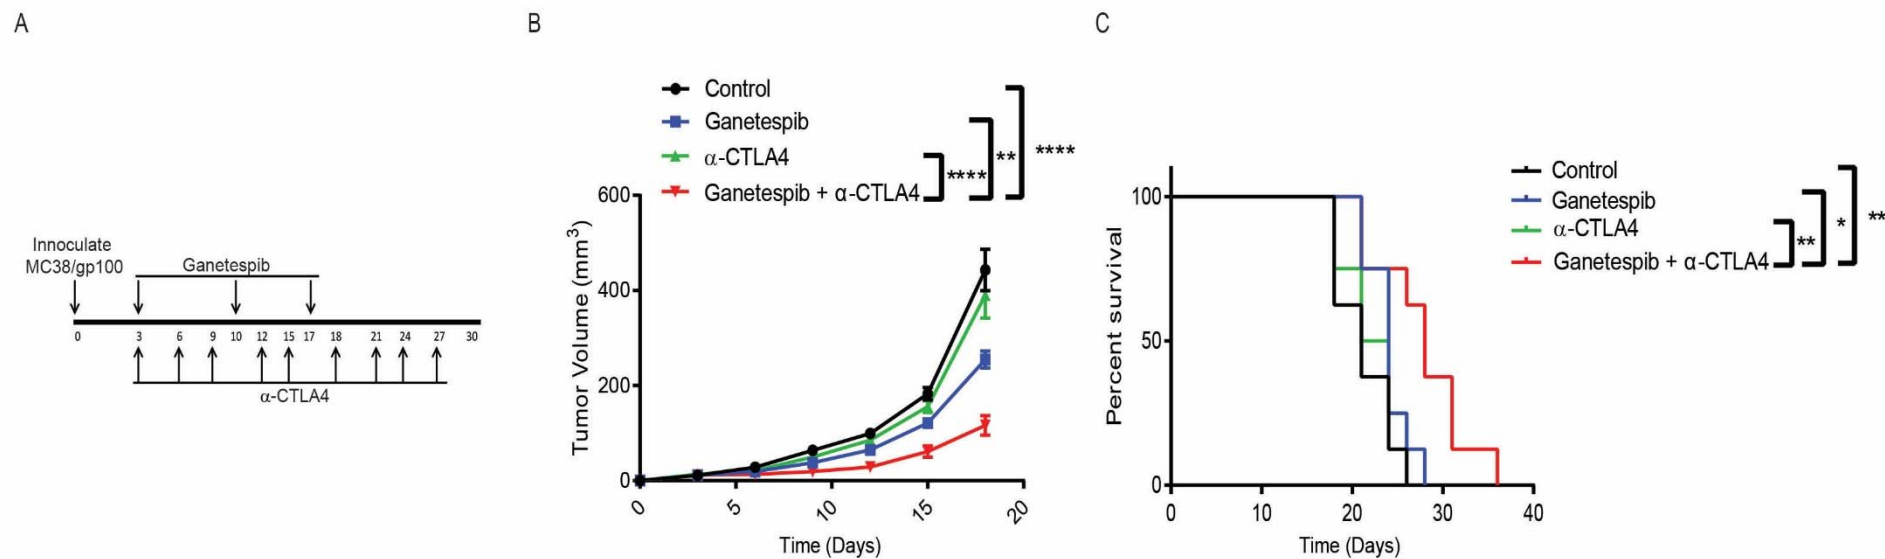 A
Innoculate
MC38/gp100
Ganetespib
0 3 6 9 10 12 15 17 18 21 24 27 30
α-CTLA4
B
Control
Ganetespib
α-CTLA4
Ganetespib + α-CTLA4
****
**
****
Tumor Volume (mm³)
600
400
200
0
0 5 10 15 20
Time (Days)
C
Control
Ganetespib
α-CTLA4
Ganetespib + α-CTLA4
**
*
**
Percent survival
100
50
0
0 10 20 30 40
Time (Days)